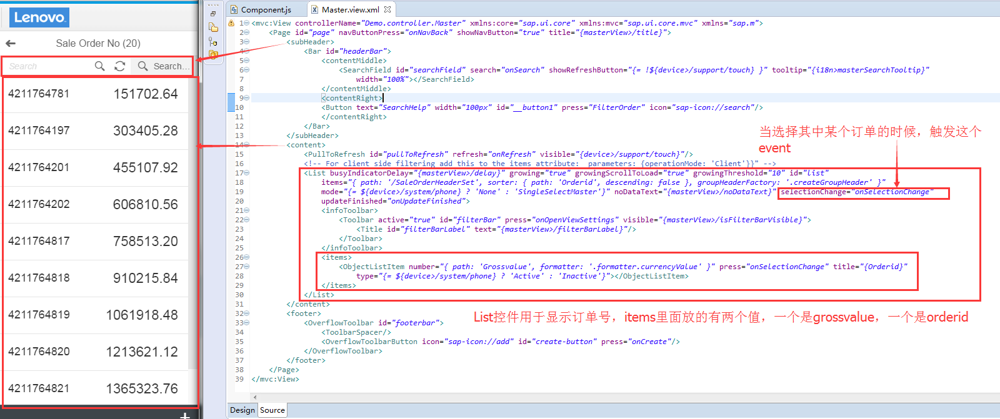 Lenovo.
Sale Order No (20)
Search
Search...
4211764781 151702.64
4211764197 303405.28
4211764201 455107.92
4211764202 606810.56
4211764817 758513.20
4211764818 910215.84
4211764819 1061918.48
4211764820 1213621.12
4211764821 1365323.76
Component.js
Master.view.xml
1 <mvc:View controllerName="Demo.controller.Master" xmlns:core="sap.ui.core" xmlns:mvc="sap.ui.core.mvc" xmlns="sap.m">
2 <Page id="page" navButtonPress="onNavBack" showNavButton="true" title="{masterView>/title}">
3 <subHeader>
4 <Bar id="headerBar">
5 <contentMiddle>
6 <SearchField id="searchField" search="onSearch" showRefreshButton="{= !${device>/support/touch} }" tooltip="{i18n>masterSearchTooltip}"
7 width="100%"></SearchField>
8 </contentMiddle>
9 <contentRight>
10 <Button text="SearchHelp" width="100px" id="__button1" press="FilterOrder" icon="sap-icon://search"/>
11 </contentRight>
12 </Bar>
13 </subHeader>
14 <content>
15 <PullToRefresh id="pullToRefresh" refresh="onRefresh" visible="{device>/support/touch}"/>
16 <!-- For client side filtering add this to the items attribute: parameters: {operationMode: 'Client'}}" -->
17 <List busyIndicatorDelay="{masterView>/delay}" growing="true" growingScrollToLoad="true" growingThreshold="10" id="list"
18 items="{ path: '/SaleOrderHeaderSet', sorter: { path: 'Orderid', descending: false }, groupHeaderFactory: '.createGroupHeader' }"
19 mode="{= ${device>/system/phone} ? 'None' : 'SingleSelectMaster'}" noDataText="{masterView>/noDataText}" selectionChange="onSelectionChange"
20 updateFinished="onUpdateFinished">
21 <infoToolbar>
22 <Toolbar active="true" id="filterBar" press="onOpenViewSettings" visible="{masterView>/isFilterBarVisible}">
23 <Title id="filterBarLabel" text="{masterView>/filterBarLabel}"/>
24 </Toolbar>
25 </infoToolbar>
26 <items>
27 <ObjectListItem number="{ path: 'Grossvalue', formatter: '.formatter.currencyValue' }" press="onSelectionChange" title="{Orderid}"
28 type="{= ${device>/system/phone} ? 'Active' : 'Inactive'}"></ObjectListItem>
29 </items>
30 </List>
31 </content>
32 <footer>
33 <OverflowToolbar id="footerbar">
34 <ToolbarSpacer/>
35 <OverflowToolbarButton icon="sap-icon://add" id="create-button" press="onCreate"/>
36 </OverflowToolbar>
37 </footer>
38 </Page>
39 </mvc:View>
当选择其中某个订单的时候，触发这个
event
List控件用于显示订单号，items里面放的有两个值，一个是grossvalue，一个是orderid
Design Source